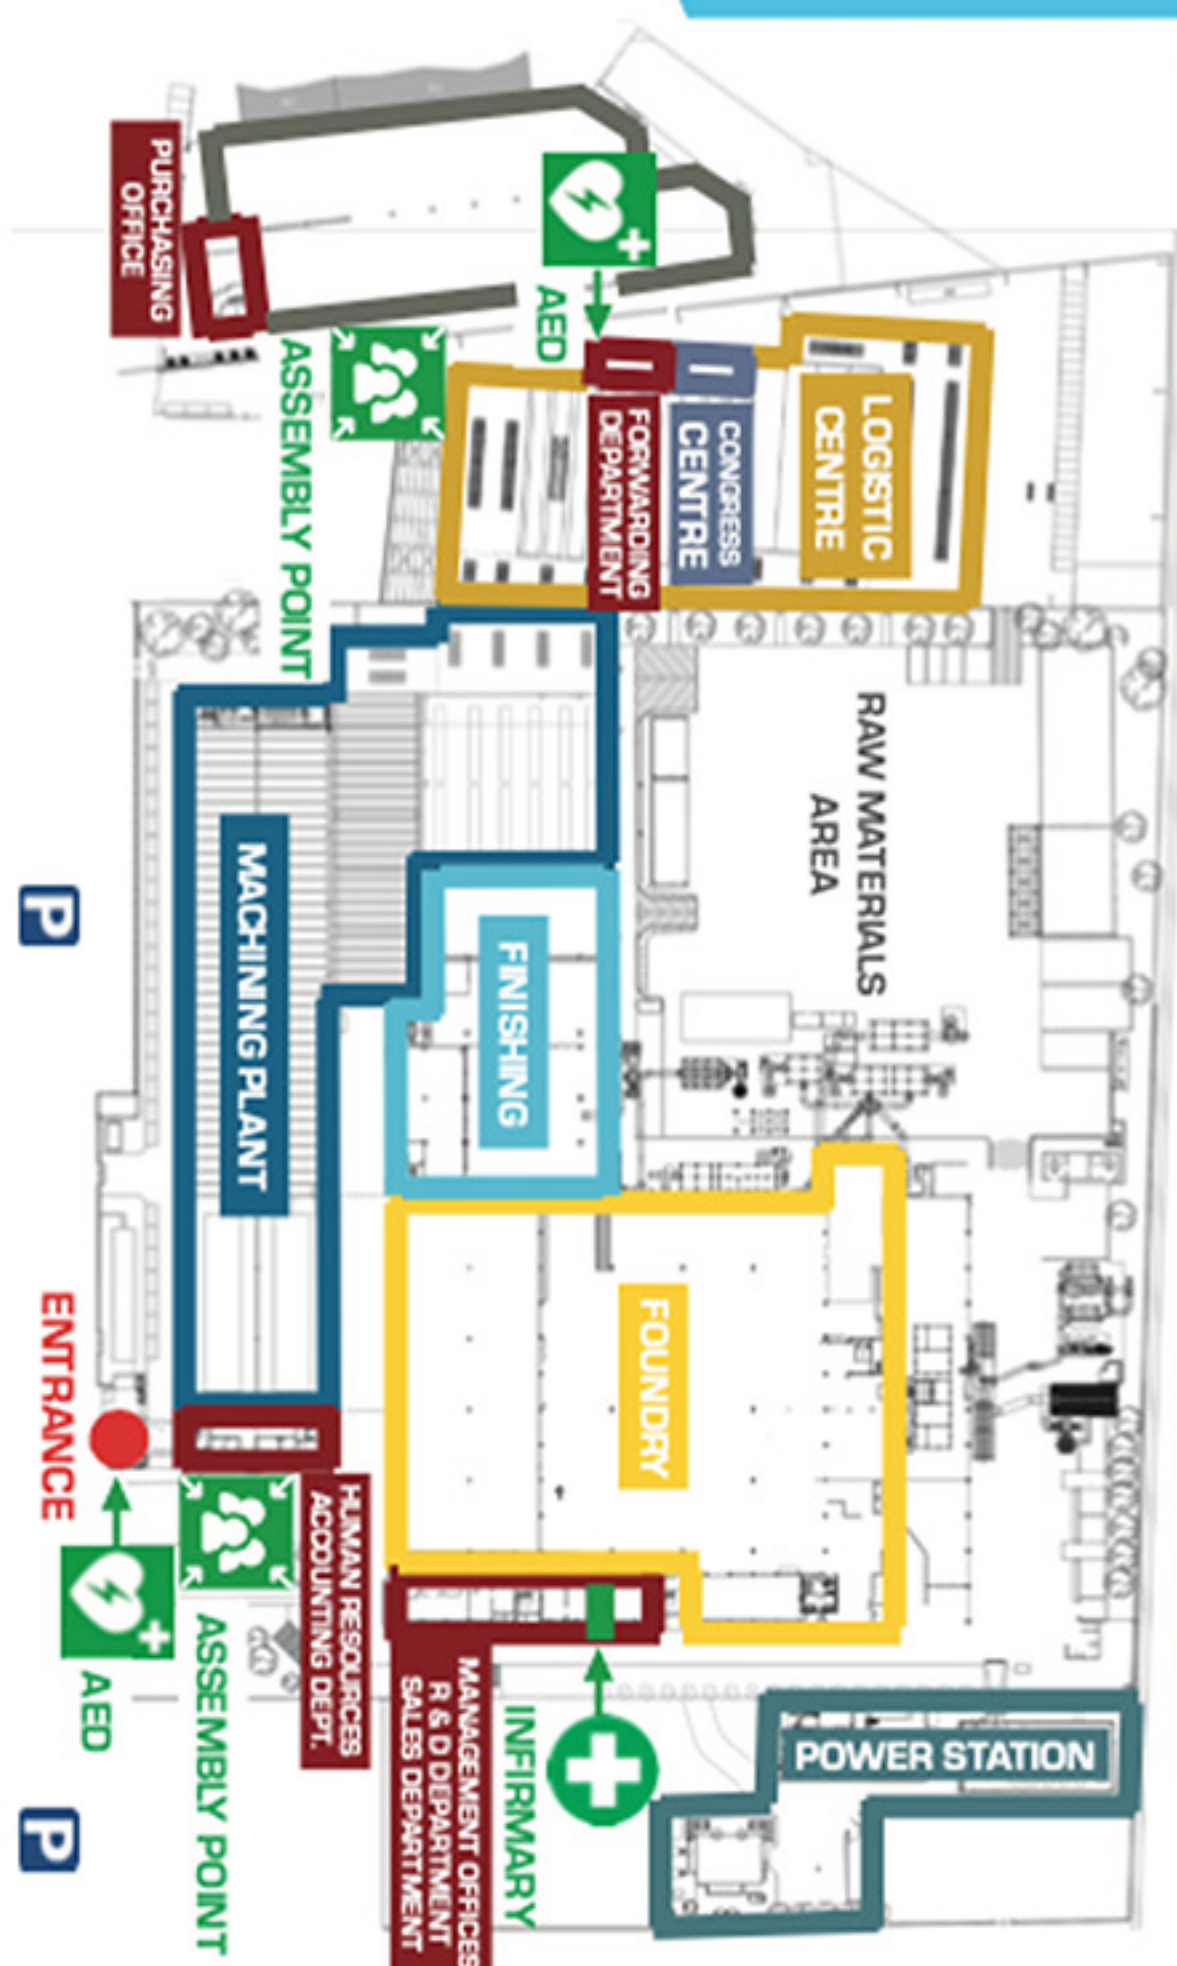 PURCHASING
OFFICE
AED
ASSEMBLY POINT
FORWARDING
DEPARTMENT
CONGRESS
CENTRE
LOGISTIC
CENTRE
RAW MATERIALS
AREA
MACHINING PLANT
FINISHING
FOUNDRY
P
ENTRANCE
HUMAN RESOURCES
ACCOUNTING DEPT.
AED
ASSEMBLY POINT
MANAGEMENT OFFICES
R & D DEPARTMENT
SALES DEPARTMENT
INFIRMARY
POWER STATION
P